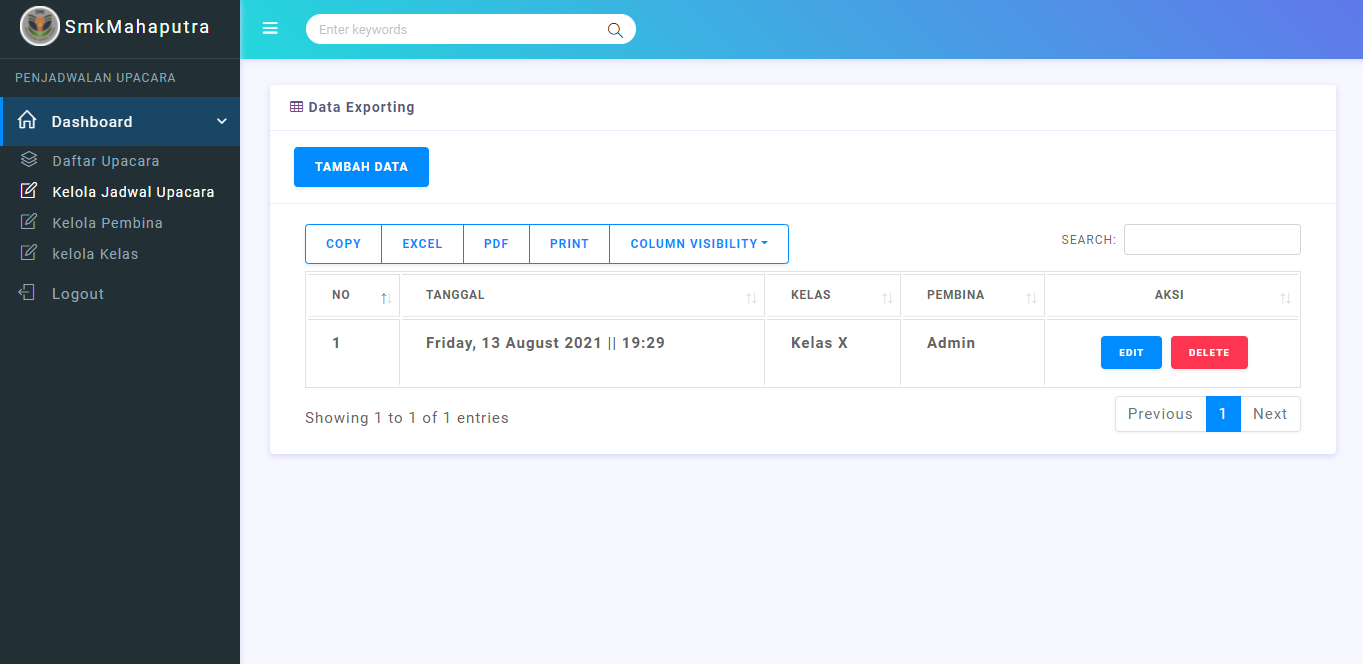 SmkMahaputra
Enter keywords
PENJADWALAN UPACARA
Dashboard
Daftar Upacara
Kelola Jadwal Upacara
Kelola Pembina
kelola Kelas
Logout
Data Exporting
TAMBAH DATA
COPY EXCEL PDF PRINT COLUMN VISIBILITY
SEARCH:
NO TANGGAL KELAS PEMBINA AKSI
1 Friday, 13 August 2021 || 19:29 Kelas X Admin EDIT DELETE
Showing 1 to 1 of 1 entries
Previous 1 Next